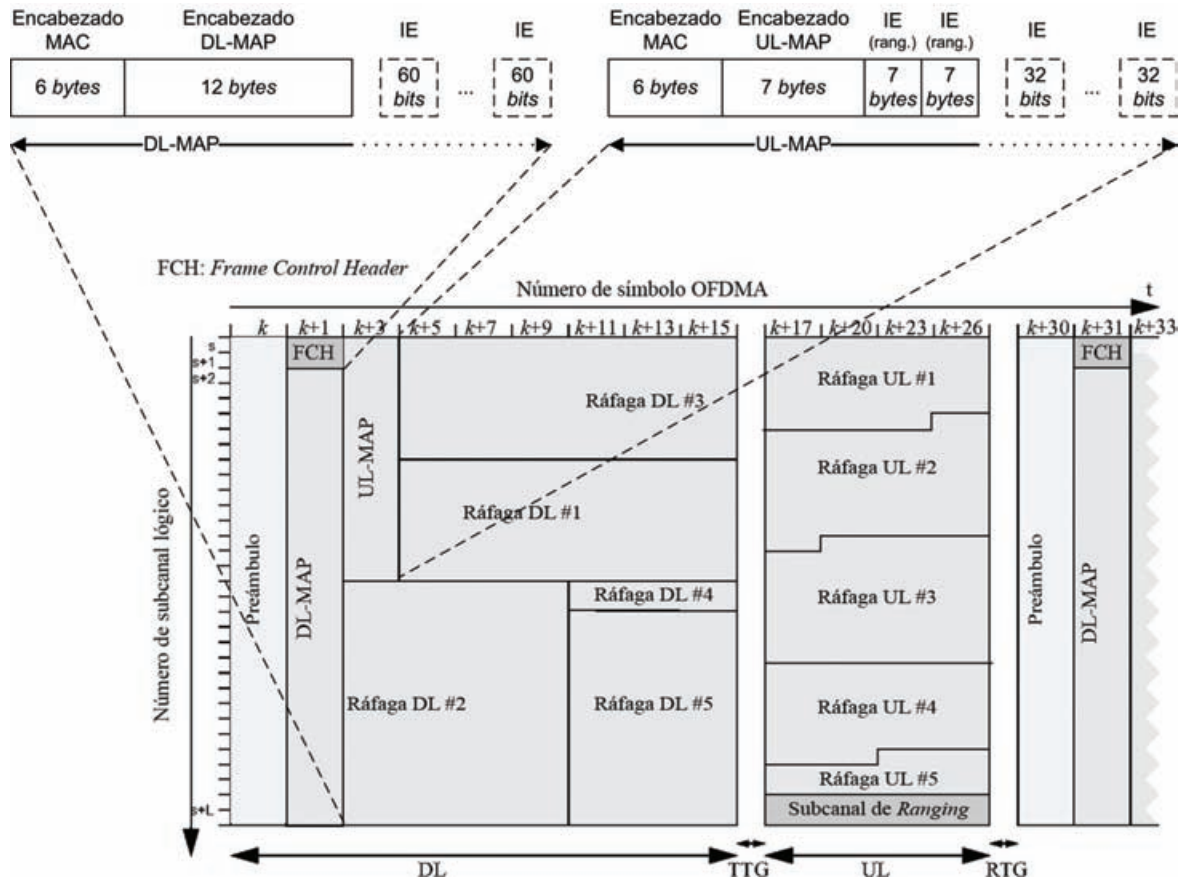 Encabezado MAC
Encabezado DL-MAP
IE
IE
Encabezado MAC
Encabezado UL-MAP
IE (rang.)
IE (rang.)
IE
IE
6 bytes
12 bytes
60 bits
...
60 bits
6 bytes
7 bytes
7 bytes
7 bytes
32 bits
...
32 bits
DL-MAP
UL-MAP
FCH: Frame Control Header
Número de símbolo OFDMA
t
k
k+1
k+3
k+5
k+7
k+9
k+11
k+13
k+15
k+17
k+20
k+23
k+26
k+30
k+31
k+33
s
s+1
s+2
s+L
Número de subcanal lógico
Preámbulo
FCH
DL-MAP
UL-MAP
Ráfaga DL #3
Ráfaga DL #1
Ráfaga DL #4
Ráfaga DL #2
Ráfaga DL #5
Ráfaga UL #1
Ráfaga UL #2
Ráfaga UL #3
Ráfaga UL #4
Ráfaga UL #5
Subcanal de Ranging
Preámbulo
FCH
DL-MAP
DL
TTG
UL
RTG